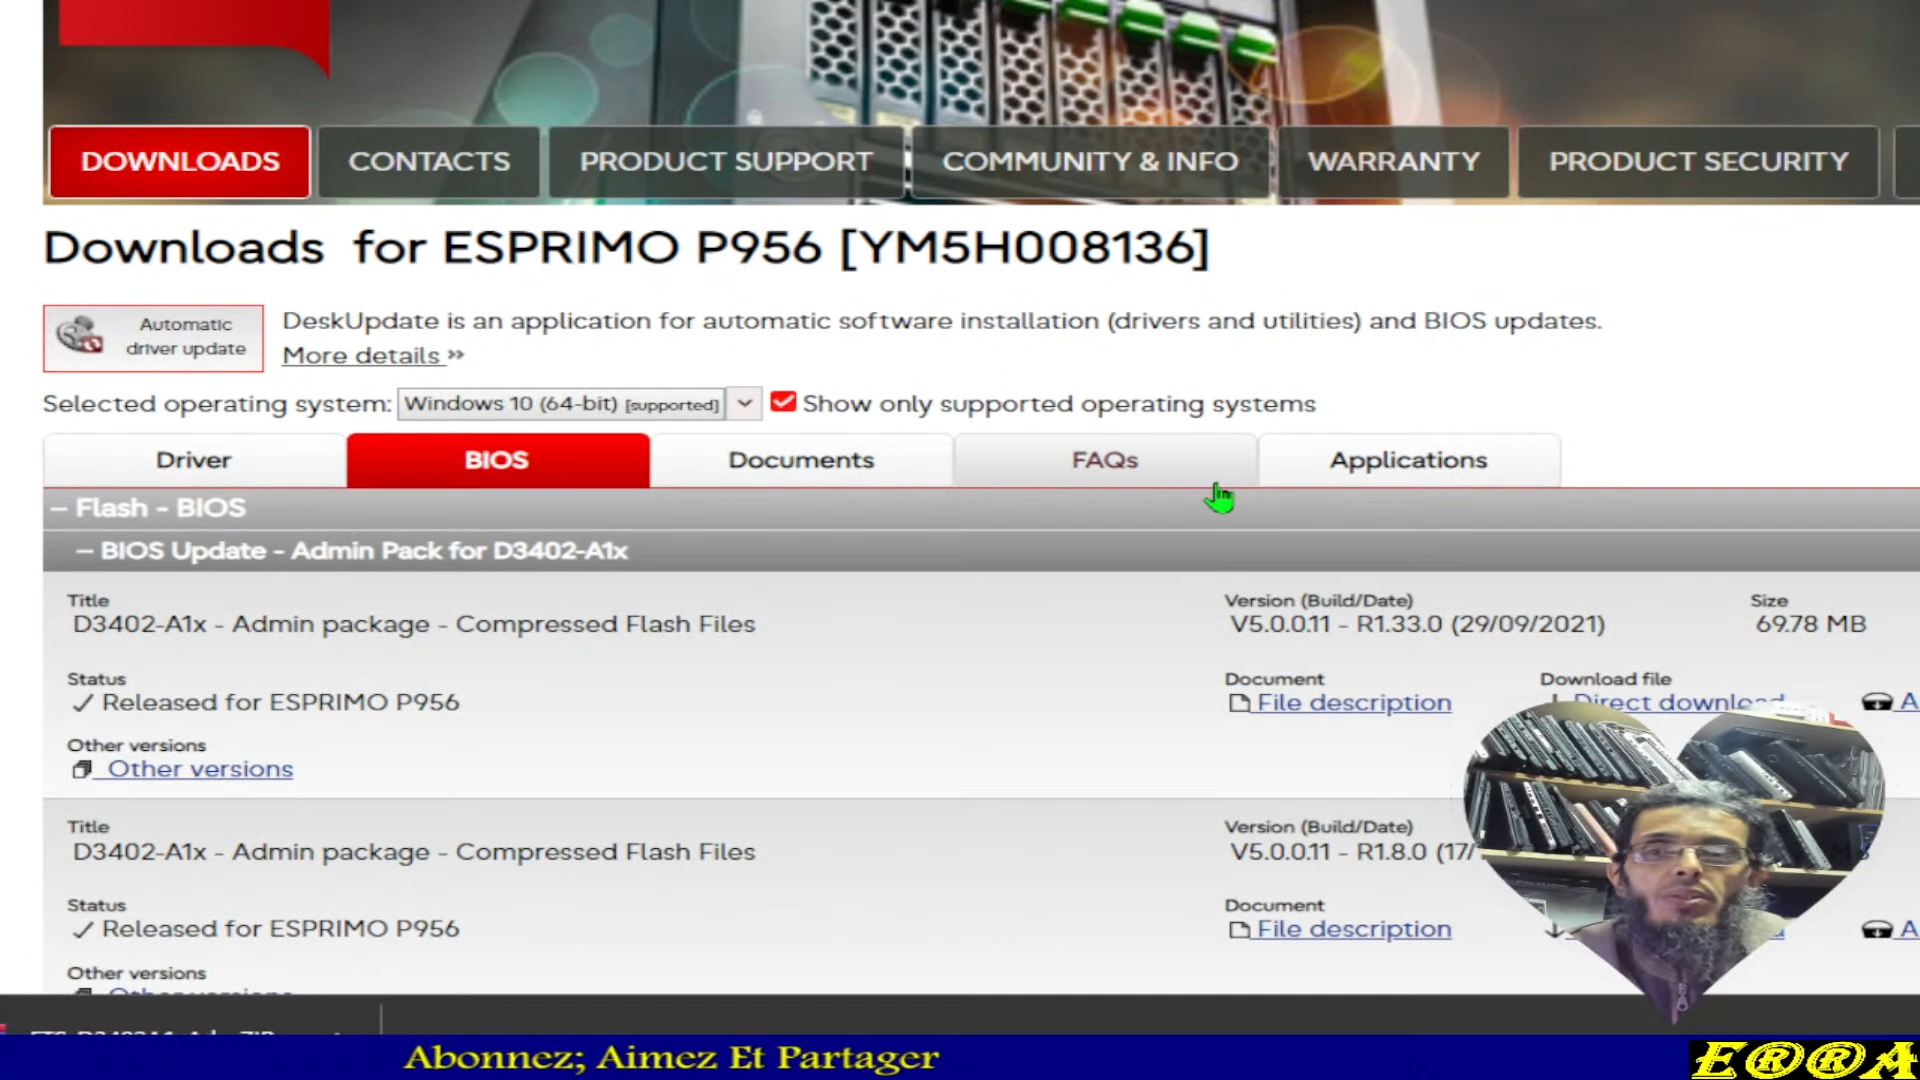 DOWNLOADS CONTACTS PRODUCT SUPPORT COMMUNITY & INFO WARRANTY PRODUCT SECURITY
Downloads for ESPRIMO P956 [YM5H008136]
Automatic
driver update
DeskUpdate is an application for automatic software installation (drivers and utilities) and BIOS updates.
More details »
Selected operating system: Windows 10 (64-bit) [supported] Show only supported operating systems
Driver BIOS Documents FAQs Applications
– Flash - BIOS
– BIOS Update - Admin Pack for D3402-A1x
Title Version (Build/Date) Size
D3402-A1x - Admin package - Compressed Flash Files V5.0.0.11 - R1.33.0 (29/09/2021) 69.78 MB
Status Document Download file
Released for ESPRIMO P956 File description Direct download A
Other versions
Other versions
Title Version (Build/Date)
D3402-A1x - Admin package - Compressed Flash Files V5.0.0.11 - R1.8.0 (17/
Status Document
Released for ESPRIMO P956 File description A
Other versions
Other versions
Abonnez; Aimez Et Partager
ERRA